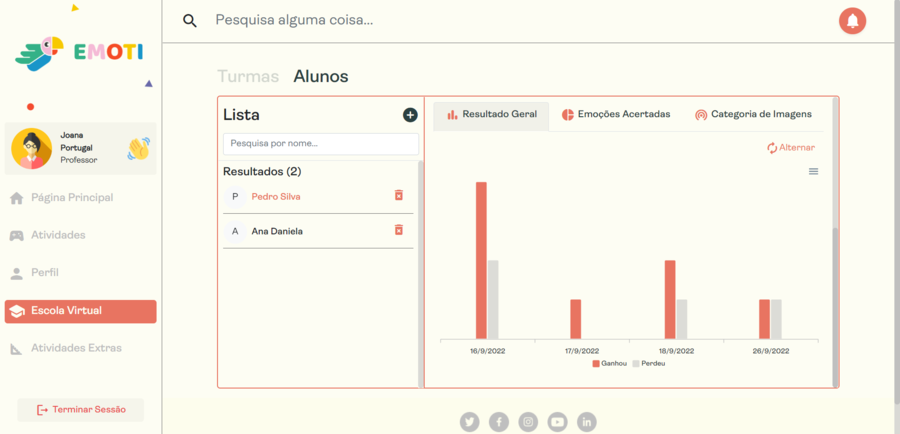 Pesquisa alguma coisa...
EMOTI
Joana
Portugal
Professor
Página Principal
Atividades
Perfil
Escola Virtual
Atividades Extras
Terminar Sessão
Turmas Alunos
Lista
Pesquisa por nome...
Resultados (2)
P Pedro Silva
A Ana Daniela
Resultado Geral Emoções Acertadas Categoria de Imagens
Alternar
16/9/2022 17/9/2022 18/9/2022 26/9/2022
Ganhou Perdeu